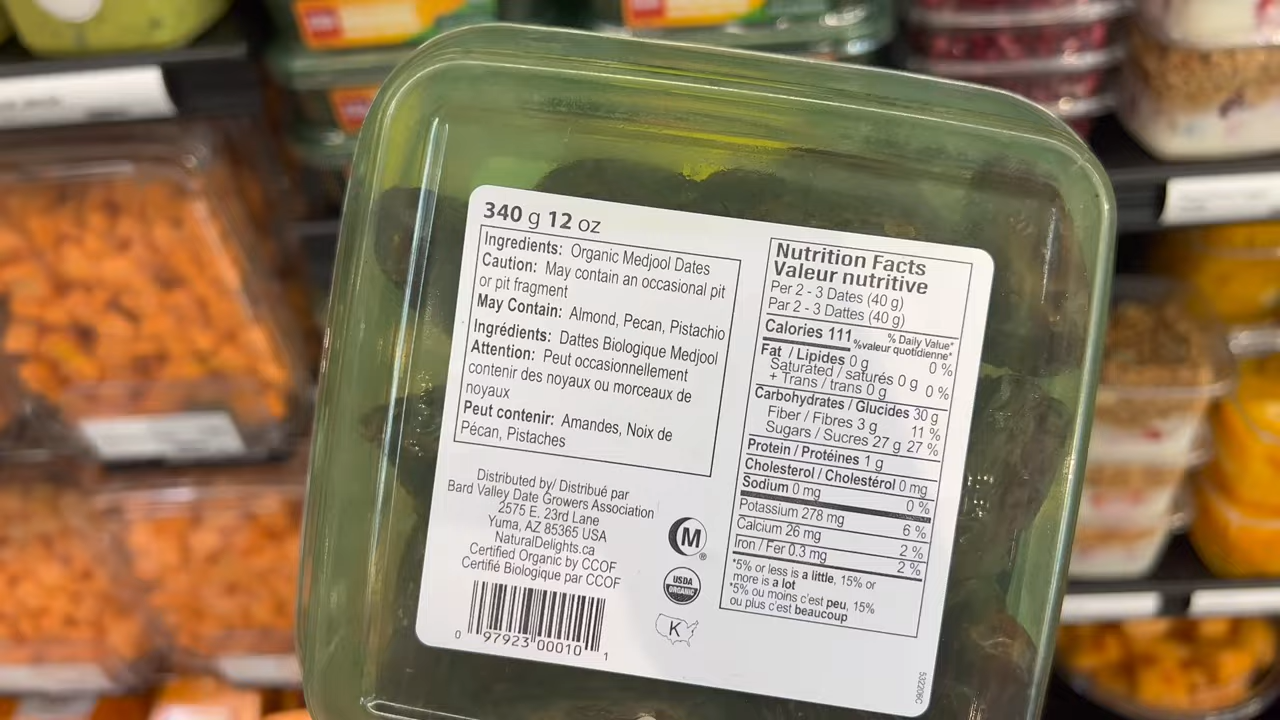 340 g 12 oz
Ingredients: Organic Medjool Dates
Caution: May contain an occasional pit
or pit fragment
May Contain: Almond, Pecan, Pistachio
Ingrédients: Dattes Biologique Medjool
Attention: Peut occasionnellement
contenir des noyaux ou morceaux de
noyaux
Peut contenir: Amandes, Noix de
Pécan, Pistaches
Distributed by/ Distribué par
Bard Valley Date Growers Association
2575 E. 23rd Lane
Yuma, AZ 85365 USA
NaturalDelights.ca
Certified Organic by CCOF
Certifié Biologique par CCOF
0 97923 00010 1
M
®
USDA
ORGANIC
K
Nutrition Facts
Valeur nutritive
Per 2 - 3 Dates (40 g)
Par 2 - 3 Dattes (40 g)
Calories 111 % Daily Value*
%valeur quotidienne*
Fat / Lipides 0 g 0 %
Saturated / saturés 0 g 0 %
+ Trans / trans 0 g
Carbohydrates / Glucides 30 g
Fiber / Fibres 3 g 11 %
Sugars / Sucres 27 g 27 %
Protein / Protéines 1 g
Cholesterol / Cholestérol 0 mg
Sodium 0 mg 0 %
Potassium 278 mg 6 %
Calcium 26 mg 2 %
Iron / Fer 0.3 mg 2 %
*5% or less is a little, 15% or
more is a lot
*5% ou moins c'est peu, 15%
ou plus c'est beaucoup
532206C